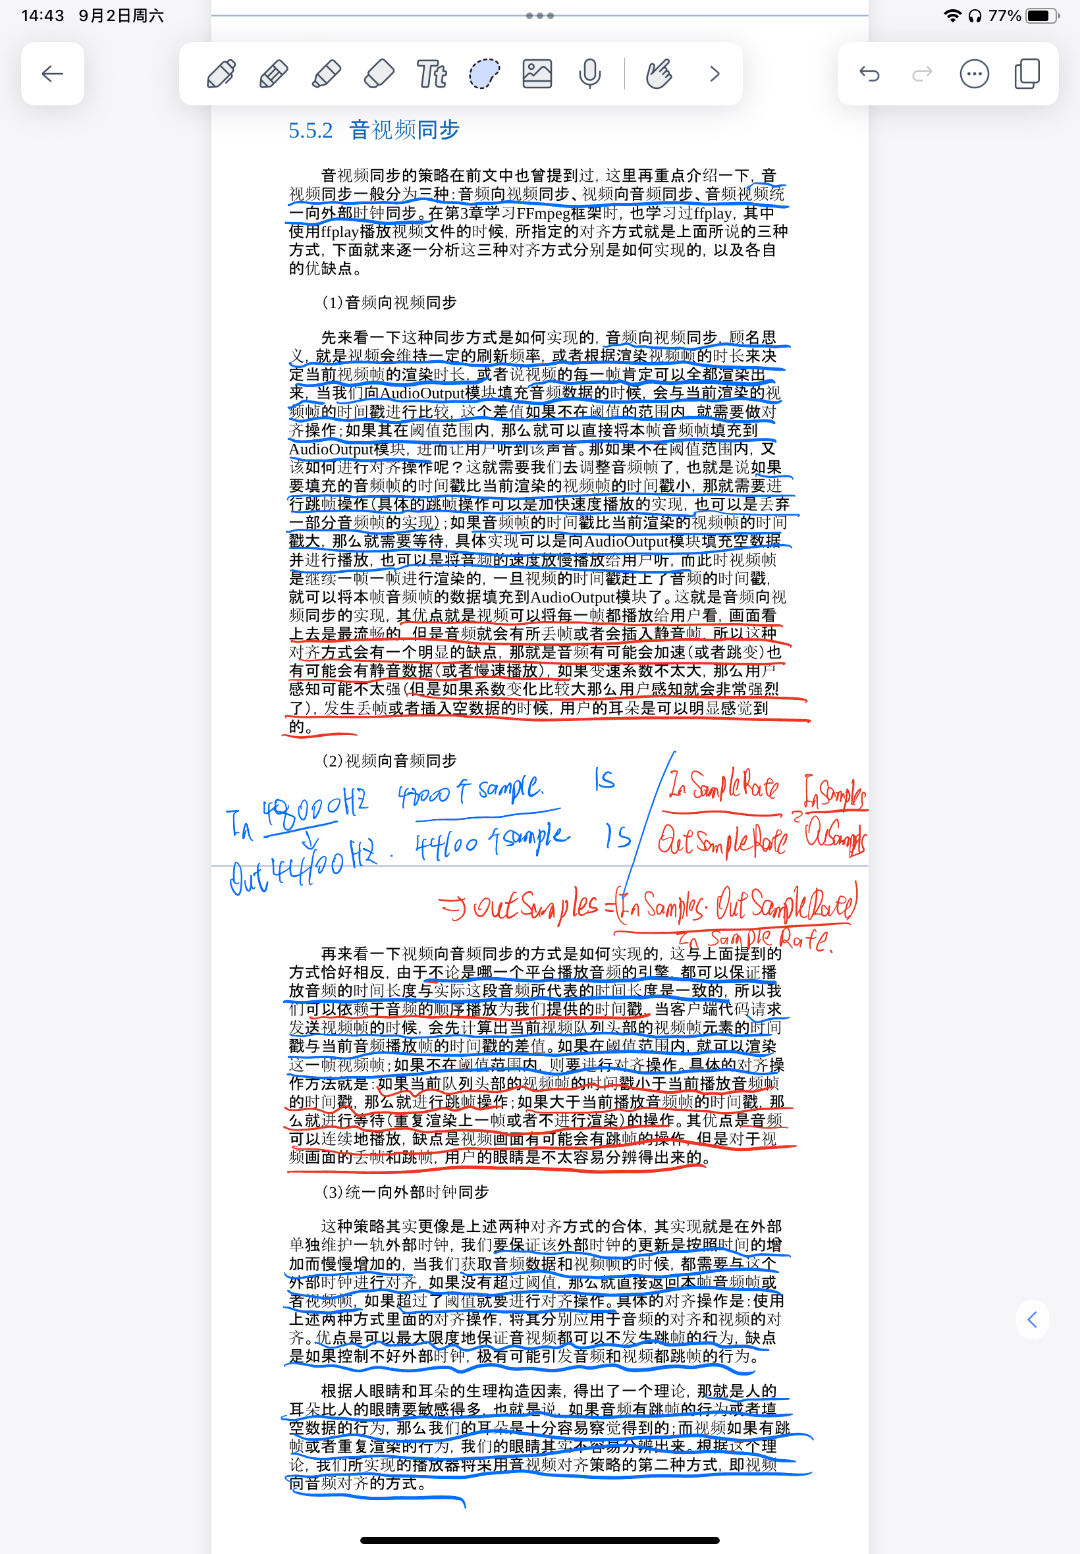 14:43 9月2日周六
77%
Tt
5.5.2 音视频同步
音视频同步的策略在前文中也曾提到过，这里再重点介绍一下，音
视频同步一般分为三种：音频向视频同步、视频向音频同步、音频视频统
一向外部时钟同步。在第3章学习FFmpeg框架时，也学习过ffplay，其中
使用ffplay播放视频文件的时候，所指定的对齐方式就是上面所说的三种
方式，下面就来逐一分析这三种对齐方式分别是如何实现的，以及各自
的优缺点。
（1）音频向视频同步
先来看一下这种同步方式是如何实现的，音频向视频同步，顾名思
义，就是视频会维持一定的刷新频率，或者根据渲染视频帧的时长来决
定当前视频帧的渲染时长，或者说视频的每一帧肯定可以全都渲染出
来，当我们向AudioOutput模块填充音频数据的时候，会与当前渲染的视
频帧的时间戳进行比较，这个差值如果不在阈值的范围内，就需要做对
齐操作；如果其在阈值范围内，那么就可以直接将本帧音频帧填充到
AudioOutput模块，进而让用户听到该声音。那如果不在阈值范围内，又
该如何进行对齐操作呢？这就需要我们去调整音频帧了，也就是说如果
要填充的音频帧的时间戳比当前渲染的视频帧的时间戳小，那就需要进
行跳帧操作（具体的跳帧操作可以是加快速度播放的实现，也可以是丢弃
一部分音频帧的实现）；如果音频帧的时间戳比当前渲染的视频帧的时间
戳大，那么就需要等待，具体实现可以是向AudioOutput模块填充空数据
并进行播放，也可以是将音频的速度放慢播放给用户听，而此时视频帧
是继续一帧一帧进行渲染的，一旦视频的时间戳赶上了音频的时间戳，
就可以将本帧音频帧的数据填充到AudioOutput模块了。这就是音频向视
频同步的实现，其优点就是视频可以将每一帧都播放给用户看，画面看
上去是最流畅的，但是音频就会有所丢帧或者会插入静音帧，所以这种
对齐方式会有一个明显的缺点，那就是音频有可能会加速（或者跳变）也
有可能会有静音数据（或者慢速播放），如果变速系数不太大，那么用户
感知可能不太强（但是如果系数变化比较大那么用户感知就会非常强烈
了），发生丢帧或者插入空数据的时候，用户的耳朵是可以明显感觉到
的。
（2）视频向音频同步
In 48000HZ 48000个sample. 1S InSampleRate InSamples
Out 44100HZ. 44100个sample 1S OutSampleRate = OutSamples
⇒ outSamples=(InSamples·OutSampleRate)
In Sample Rate.
再来看一下视频向音频同步的方式是如何实现的，这与上面提到的
方式恰好相反，由于不论是哪一个平台播放音频的引擎，都可以保证播
放音频的时间长度与实际这段音频所代表的时间长度是一致的，所以我
们可以依赖于音频的顺序播放为我们提供的时间戳，当客户端代码请求
发送视频帧的时候，会先计算出当前视频队列头部的视频帧元素的时间
戳与当前音频播放帧的时间戳的差值。如果在阈值范围内，就可以渲染
这一帧视频帧；如果不在阈值范围内，则要进行对齐操作。具体的对齐操
作方法就是：如果当前队列头部的视频帧的时间戳小于当前播放音频帧
的时间戳，那么就进行跳帧操作；如果大于当前播放音频帧的时间戳，那
么就进行等待（重复渲染上一帧或者不进行渲染）的操作。其优点是音频
可以连续地播放，缺点是视频画面有可能会有跳帧的操作，但是对于视
频画面的丢帧和跳帧，用户的眼睛是不太容易分辨得出来的。
（3）统一向外部时钟同步
这种策略其实更像是上述两种对齐方式的合体，其实现就是在外部
单独维护一轨外部时钟，我们要保证该外部时钟的更新是按照时间的增
加而慢慢增加的，当我们获取音频数据和视频帧的时候，都需要与这个
外部时钟进行对齐，如果没有超过阈值，那么就直接返回本帧音频帧或
者视频帧，如果超过了阈值就要进行对齐操作。具体的对齐操作是：使用
上述两种方式里面的对齐操作，将其分别应用于音频的对齐和视频的对
齐。优点是可以最大限度地保证音视频都可以不发生跳帧的行为，缺点
是如果控制不好外部时钟，极有可能引发音频和视频都跳帧的行为。
根据人眼睛和耳朵的生理构造因素，得出了一个理论，那就是人的
耳朵比人的眼睛要敏感得多，也就是说，如果音频有跳帧的行为或者填
空数据的行为，那么我们的耳朵是十分容易察觉得到的；而视频如果有跳
帧或者重复渲染的行为，我们的眼睛其实不容易分辨出来。根据这个理
论，我们所实现的播放器将采用音视频对齐策略的第二种方式，即视频
向音频对齐的方式。